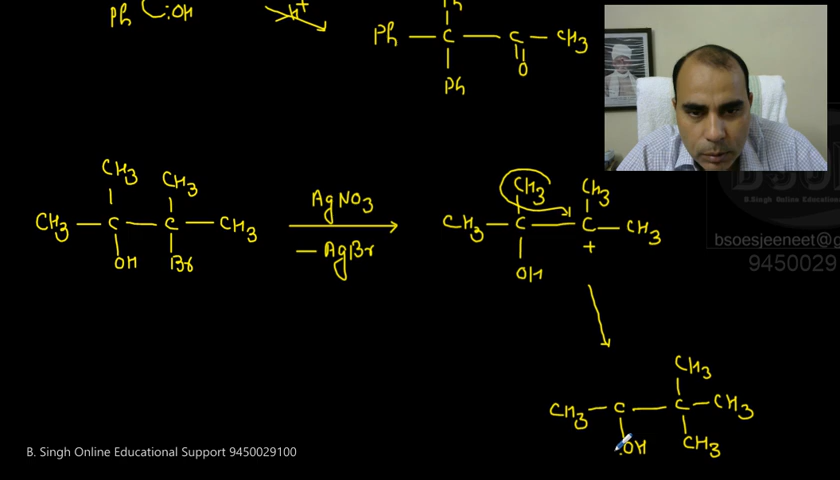 Ph C :OH H+ Ph
Ph — C — C — CH3
O
Ph
CH3 CH3
CH3 — C — C — CH3
OH Br
AgNO3
— AgBr
CH3 CH3
CH3 — C — C — CH3
+
OH
bsoesjeeneet@g
9450029
CH3
CH3 — C — C — CH3
:OH CH3
B. Singh Online Educational Support 9450029100